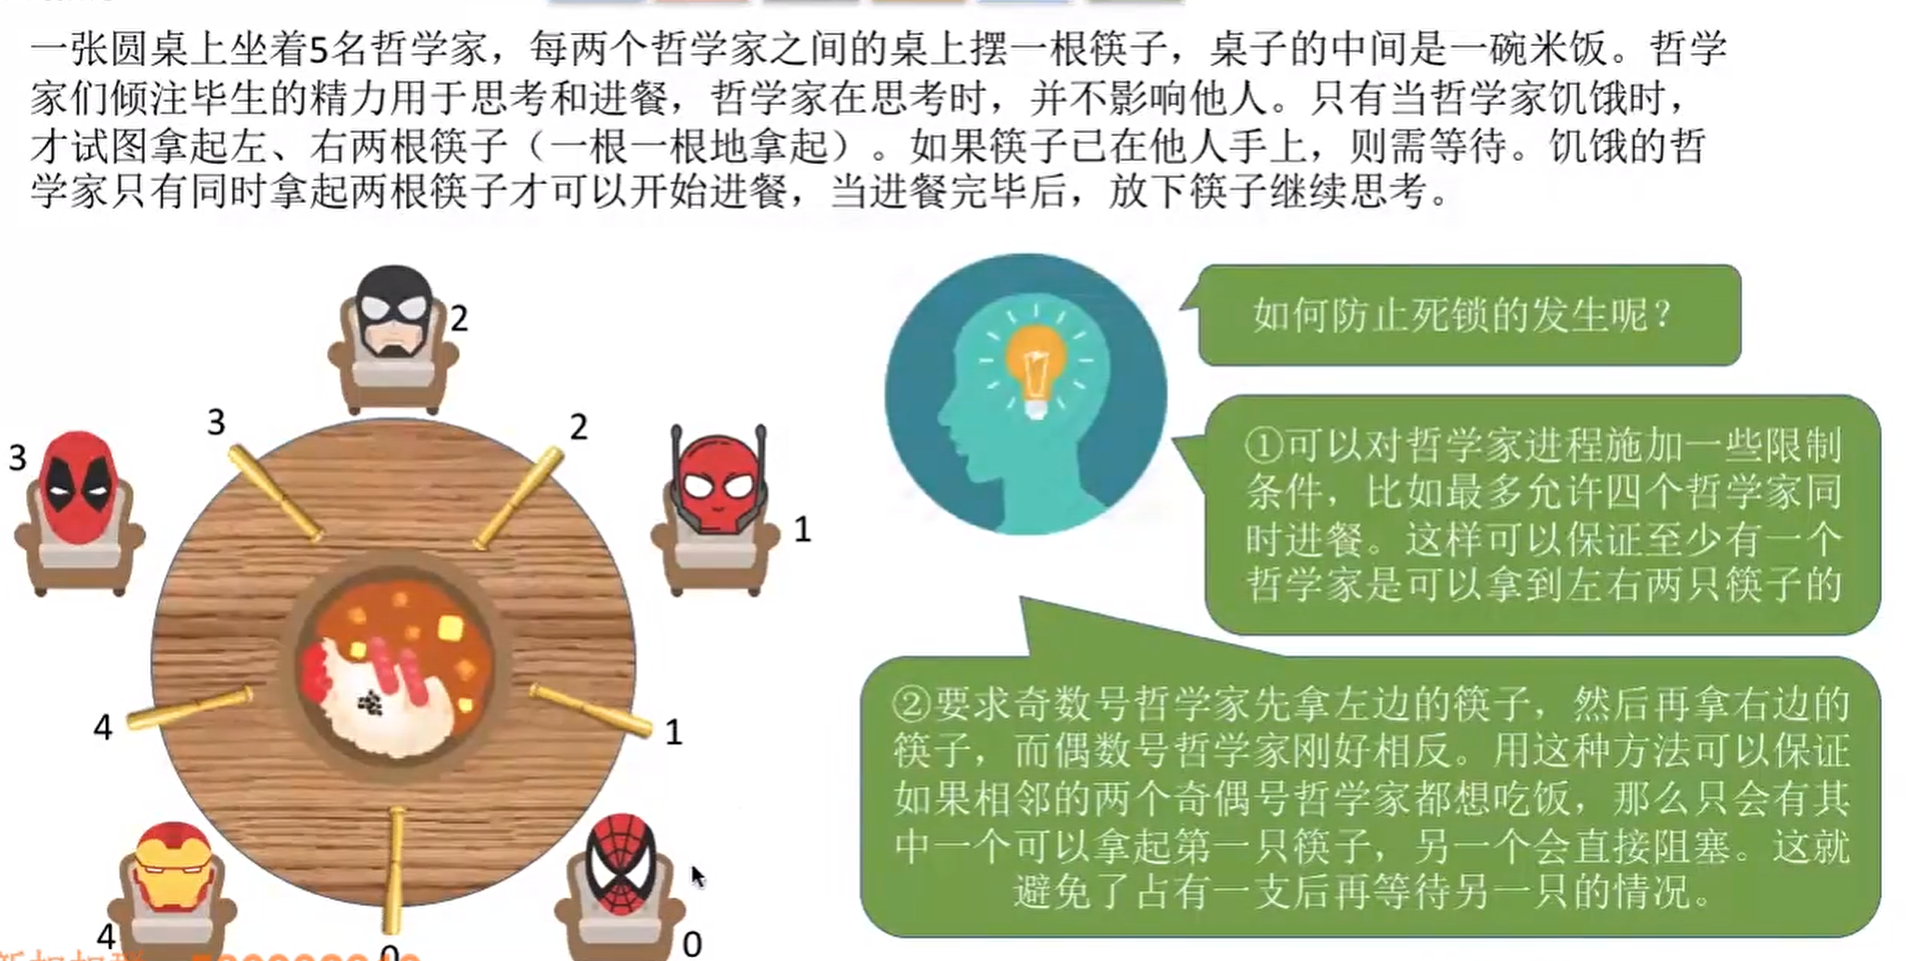 一张圆桌上坐着5名哲学家，每两个哲学家之间的桌上摆一根筷子，桌子的中间是一碗米饭。哲学
家们倾注毕生的精力用于思考和进餐，哲学家在思考时，并不影响他人。只有当哲学家饥饿时，
才试图拿起左、右两根筷子（一根一根地拿起）。如果筷子已在他人手上，则需等待。饥饿的哲
学家只有同时拿起两根筷子才可以开始进餐，当进餐完毕后，放下筷子继续思考。
2
3
2
3
1
4
1
4
0
0
如何防止死锁的发生呢？
①可以对哲学家进程施加一些限制
条件，比如最多允许四个哲学家同
时进餐。这样可以保证至少有一个
哲学家是可以拿到左右两只筷子的
②要求奇数号哲学家先拿左边的筷子，然后再拿右边的
筷子，而偶数号哲学家刚好相反。用这种方法可以保证
如果相邻的两个奇偶号哲学家都想吃饭，那么只会有其
中一个可以拿起第一只筷子，另一个会直接阻塞。这就
避免了占有一支后再等待另一只的情况。